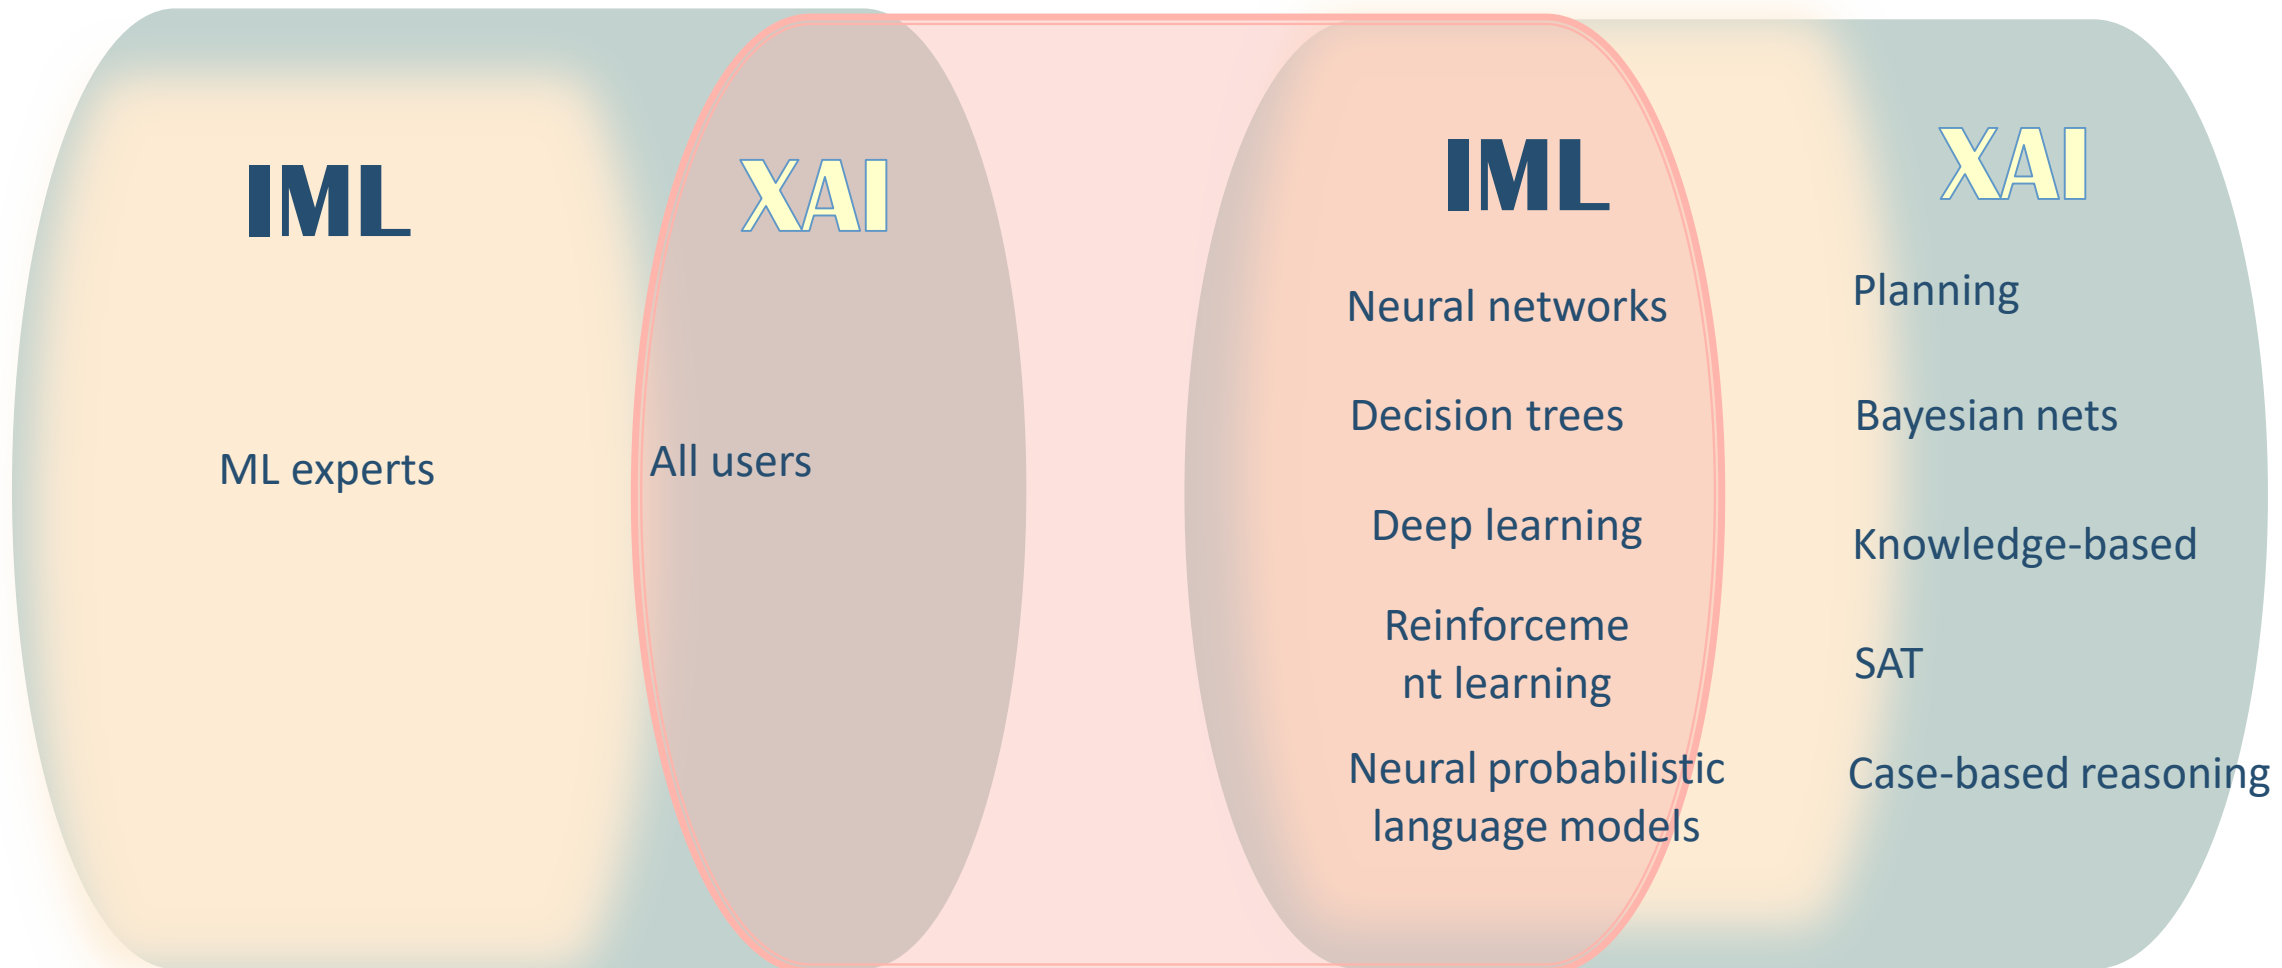 IML
XAI
ML experts
All users
IML
Neural networks
Decision trees
Deep learning
Reinforceme
nt learning
Neural probabilistic
language models
XAI
Planning
Bayesian nets
Knowledge-based
SAT
Case-based reasoning